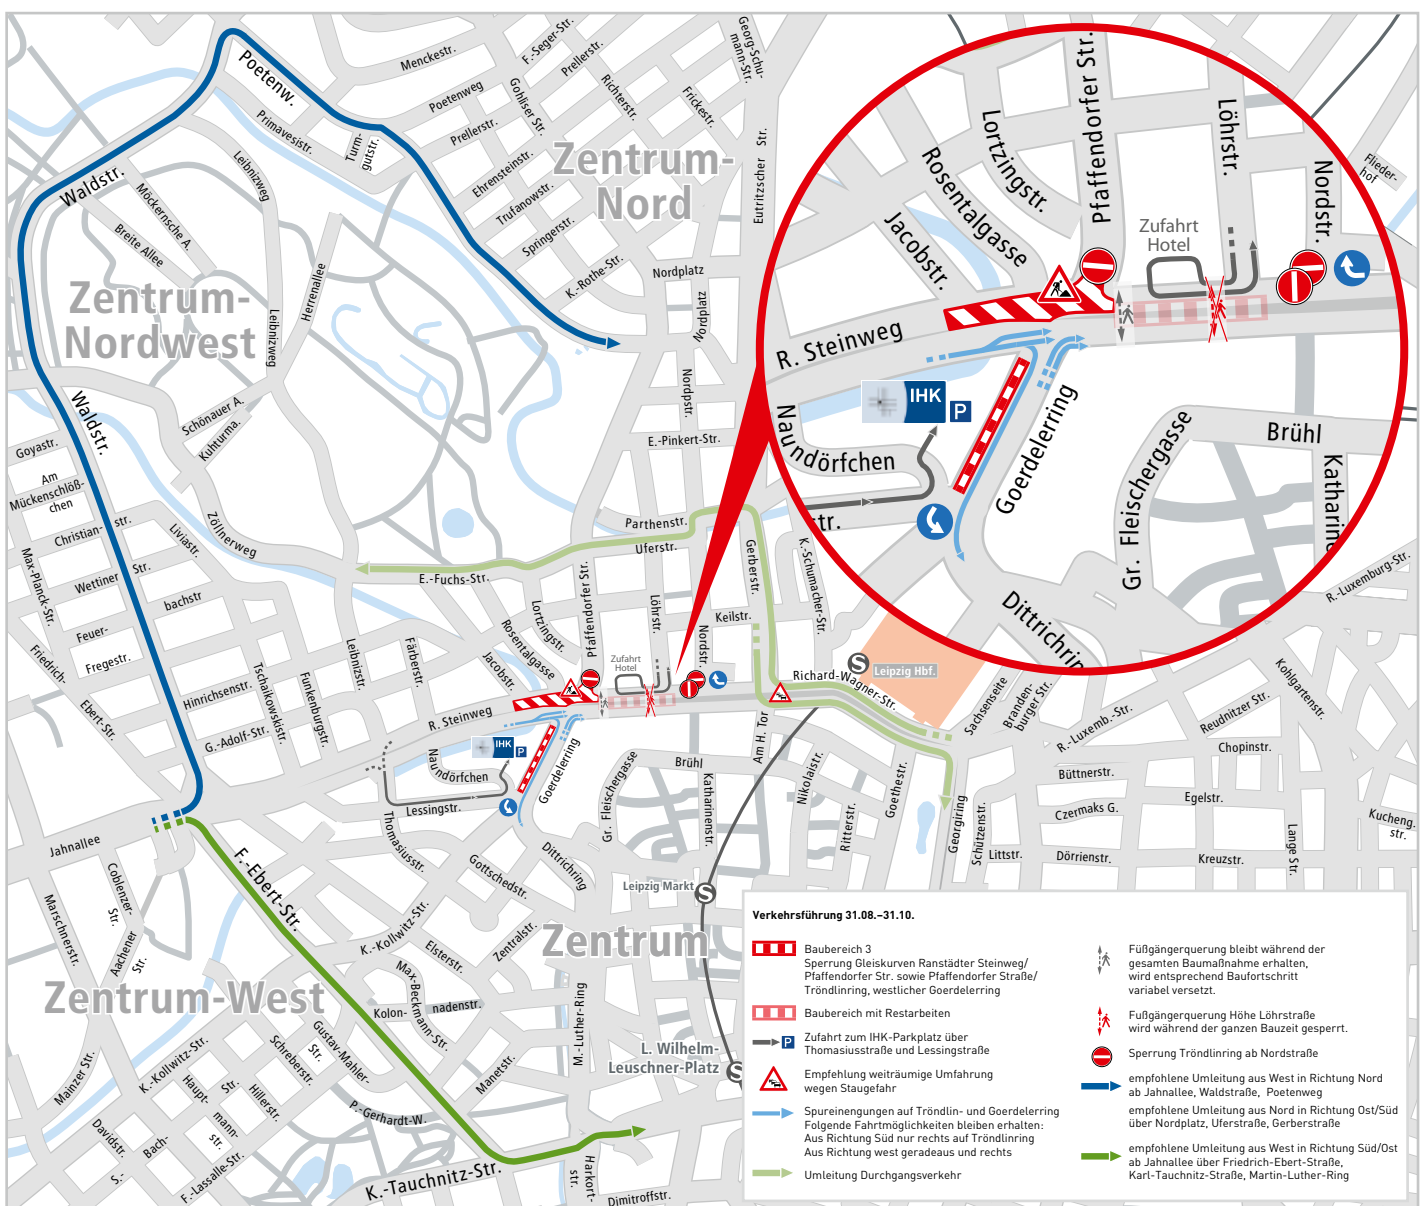 Georg-Schu-
mann-Str.
F.-Seger-Str.
Prellerstr.
Menckestr.
Poetenw.
Poetenweg
Gohliser Str.
Richterstr.
Frickestr.
Primavesistr.
Turm-
gutstr.
Prellerstr.
Eutritzscher Str.
Zentrum-
Nord
Ehrensteinstr.
Trufanowstr.
Springerstr.
K.-Rothe-Str.
Nordplatz
Nordplatz
Waldstr.
Leibnizweg
Möckernsche A.
Breite Allee
Herrenallee
Zentrum-
Nordwest
Leibnizweg
Waldstr.
Schönauer A.
Kuhturma.
Nordpstr.
E.-Pinkert-Str.
Goyastr.
Am
Mückenschlöß-
chen
Christian-
str.
Liviastr.
Zöllnerweg
Max-Planck-Str.
Wettiner Str.
bachstr
Feuer-
Fregestr.
Friedrich-
Ebert-Str.
Hinrichsenstr.
Tschaikowskistr.
Funkenburgstr.
G.-Adolf-Str.
Leibnizstr.
Färberstr.
E.-Fuchs-Str.
Parthenstr.
Uferstr.
Gerberstr.
K.-Schumacher-Str.
Pfaffendorfer Str.
Lortzingstr.
Rosentalgasse
Jacobstr.
Löhrstr.
Keilstr.
Nordstr.
Zufahrt
Hotel
R. Steinweg
IHK
P
Naundörfchen
Lessingstr.
Goerdelerring
Gr. Fleischergasse
Brühl
Katharinenstr.
Am H. Tor
Richard-Wagner-Str.
S
Leipzig Hbf.
Nikolaistr.
Ritterstr.
Goethestr.
Georgiring
Schützenstr.
Sachsenseite
Branden-
burger Str.
R.-Luxemb.-Str.
Reudnitzer Str.
Kohlgartenstr.
R.-Luxemburg-Str.
Chopinstr.
Büttnerstr.
Czermaks G.
Egelstr.
Littstr.
Dörrienstr.
Kreuzstr.
Lange Str.
Kucheng.
str.
Jahnallee
Thomasiusstr.
Gottschedstr.
Dittrichring
Leipzig Markt
S
Coblenzer-
Str.
Marschnerstr.
Aachener
Str.
F.-Ebert-Str.
K.-Kollwitz-Str.
Elsterstr.
Zentralstr.
Zentrum
Zentrum-West
Max-
Beckmann-Str.
Kolon-
nadenstr.
M.-Luther-Ring
Manetstr.
L. Wilhelm-
Leuschner-Platz
S
Gustav-Mahler-
Str.
Schreberstr.
K.-Kollwitz-Str.
Mainzer Str.
Haupt-
mann-
str.
Str.
Hillerstr.
Davidstr.
S.-
Bach-
F.-Lassalle-Str.
P.-Gerhardt-W.
K.-Tauchnitz-Str.
Harkort-
str.
Dimitroffstr.
Lortzingstr.
Rosentalgasse
Jacobstr.
Pfaffendorfer Str.
Löhrstr.
Nordstr.
Flieder-
hof
Zufahrt
Hotel
R. Steinweg
IHK
P
Naundörfchen
str.
Goerdelerring
Gr. Fleischergasse
Brühl
Katharine
Dittrichrin
Verkehrsführung 31.08.–31.10.
Baubereich 3
Sperrung Gleiskurven Ranstädter Steinweg/
Pfaffendorfer Str. sowie Pfaffendorfer Straße/
Tröndlinring, westlicher Goerdelerring
Baubereich mit Restarbeiten
P
Zufahrt zum IHK-Parkplatz über
Thomasiusstraße und Lessingstraße
Empfehlung weiträumige Umfahrung
wegen Staugefahr
Spureinengungen auf Tröndlin- und Goerdelerring
Folgende Fahrtmöglichkeiten bleiben erhalten:
Aus Richtung Süd nur rechts auf Tröndlinring
Aus Richtung west geradeaus und rechts
Umleitung Durchgangsverkehr
Füßgängerquerung bleibt während der
gesamten Baumaßnahme erhalten,
wird entsprechend Baufortschritt
variabel versetzt.
Fußgängerquerung Höhe Löhrstraße
wird während der ganzen Bauzeit gesperrt.
Sperrung Tröndlinring ab Nordstraße
empfohlene Umleitung aus West in Richtung Nord
ab Jahnallee, Waldstraße, Poetenweg
empfohlene Umleitung aus Nord in Richtung Ost/Süd
über Nordplatz, Uferstraße, Gerberstraße
empfohlene Umleitung aus West in Richtung Süd/Ost
ab Jahnallee über Friedrich-Ebert-Straße,
Karl-Tauchnitz-Straße, Martin-Luther-Ring